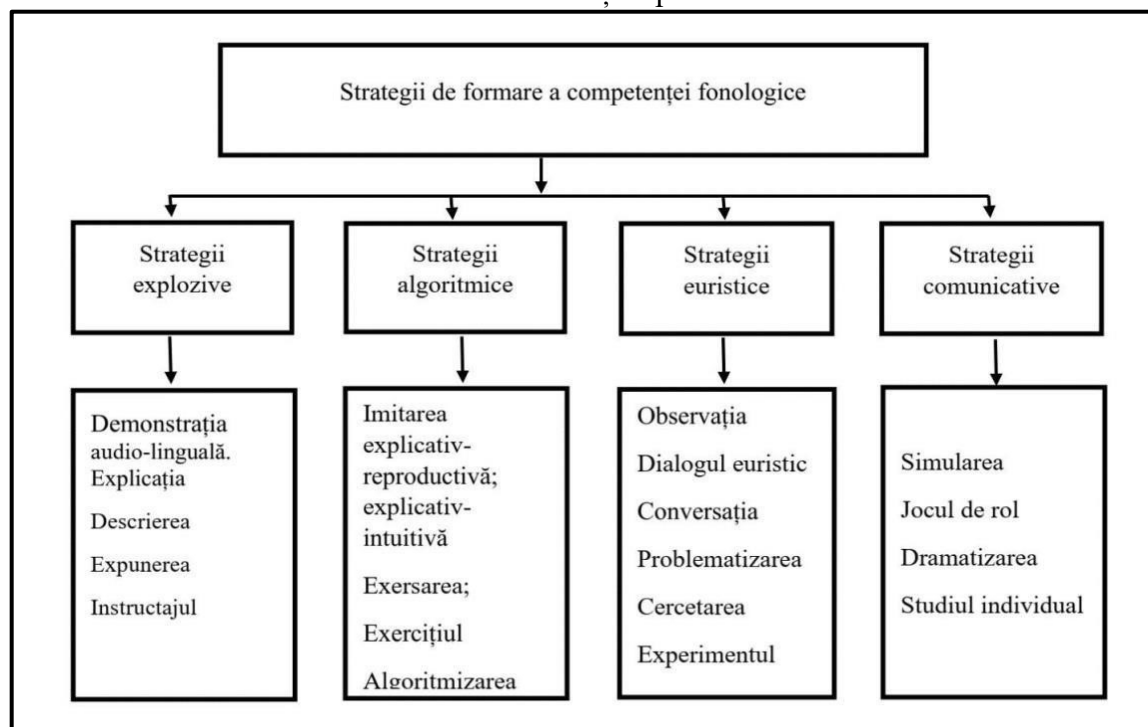 Strategii de formare a competenței fonologice
Strategii
explozive
Strategii
algoritmice
Strategii
euristice
Strategii
comunicative
Demonstrația
audio-linguală.
Explicația
Descrierea
Expunerea
Instructajul
Imitarea
explicativ-
reproductivă;
explicativ-
intuitivă
Exersarea;
Exercițiul
Algoritmizarea
Observația
Dialogul euristic
Conversația
Problematizarea
Cercetarea
Experimentul
Simularea
Jocul de rol
Dramatizarea
Studiul individual